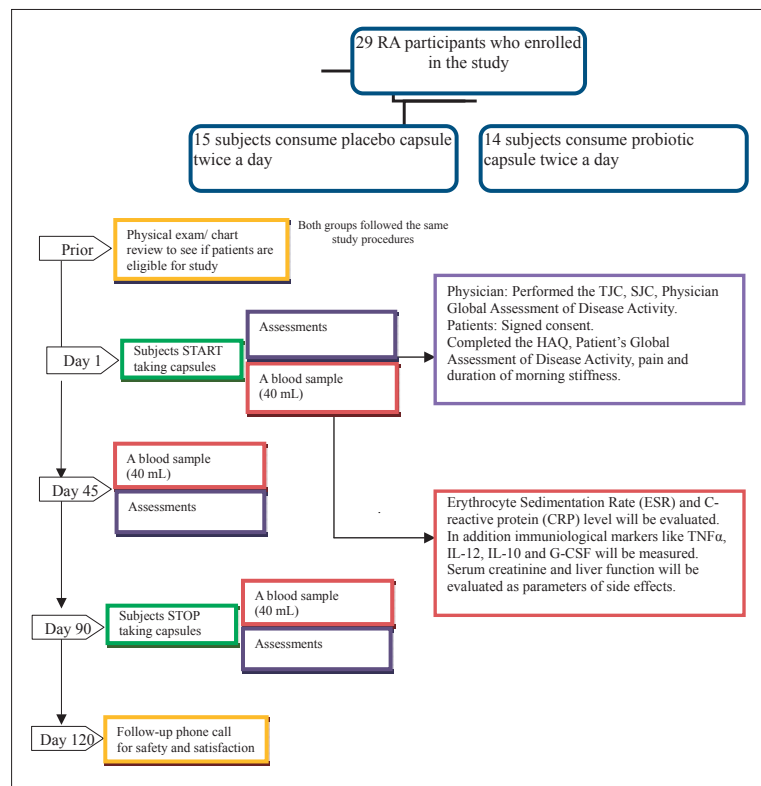 29 RA participants who enrolled
in the study
15 subjects consume placebo capsule
twice a day
14 subjects consume probiotic
capsule twice a day
Prior
Physical exam/ chart
review to see if patients are
eligible for study
Both groups followed the same
study procedures
Day 1
Subjects START
taking capsules
Assessments
A blood sample
(40 mL)
Physician: Performed the TJC, SJC, Physician
Global Assessment of Disease Activity.
Patients: Signed consent.
Completed the HAQ, Patient's Global
Assessment of Disease Activity, pain and
duration of morning stiffness.
Day 45
A blood sample
(40 mL)
Assessments
Erythrocyte Sedimentation Rate (ESR) and C-
reactive protein (CRP) level will be evaluated.
In addition immuniological markers like TNFα,
IL-12, IL-10 and G-CSF will be measured.
Serum creatinine and liver function will be
evaluated as parameters of side effects.
Day 90
Subjects STOP
taking capsules
A blood sample
(40 mL)
Assessments
Day 120
Follow-up phone call
for safety and satisfaction